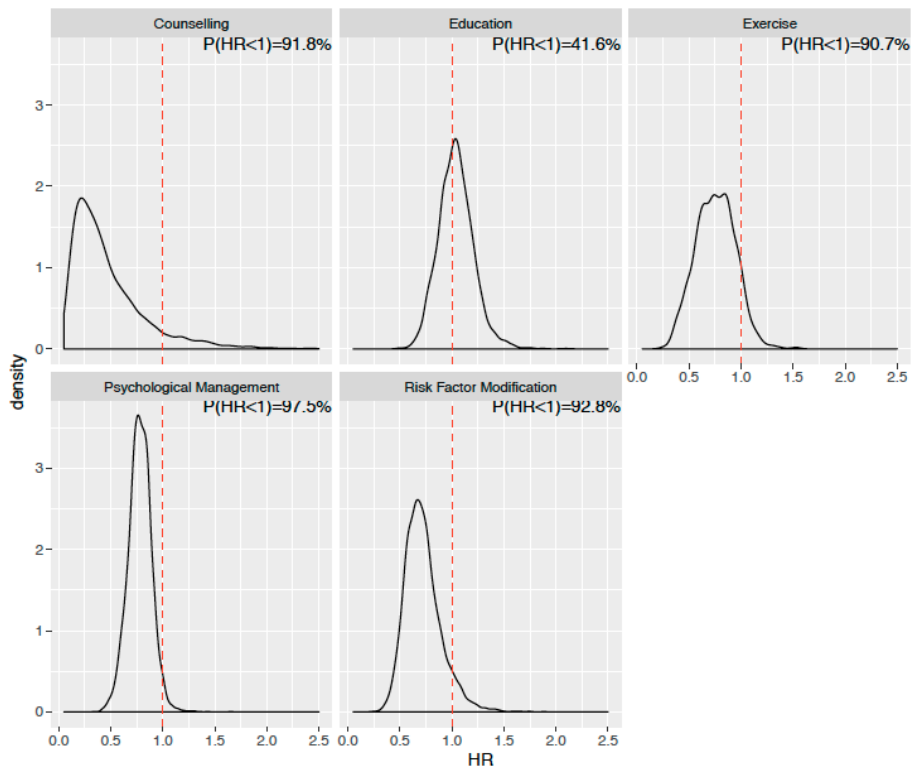 Counselling Education Exercise
P(HR<1)=91.8% P(HR<1)=41.6% P(HR<1)=90.7%
3
2
1
0
0.0 0.5 1.0 1.5 2.0 2.5
density
Psychological Management Risk Factor Modification
P(HR<1)=97.5% P(HR<1)=92.8%
3
2
1
0
0.0 0.5 1.0 1.5 2.0 2.5 0.0 0.5 1.0 1.5 2.0 2.5
HR